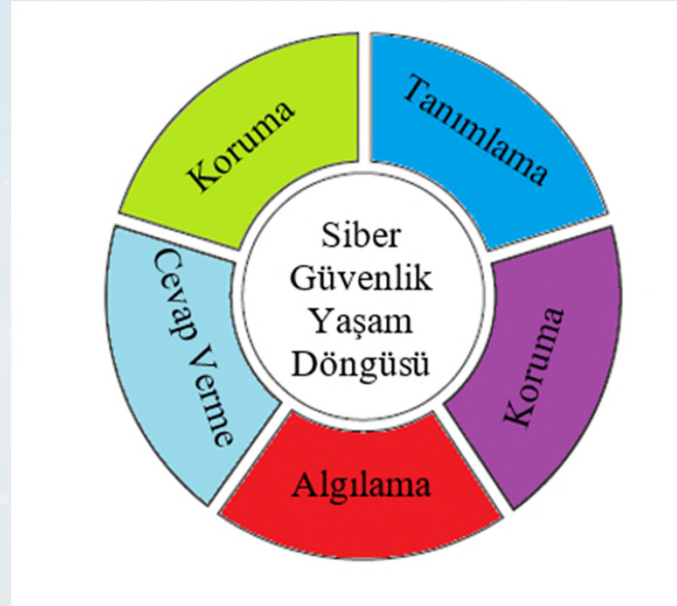 Siber
Güvenlik
Yaşam
Döngüsü
Tanımlama
Koruma
Algılama
Cevap Verme
Koruma